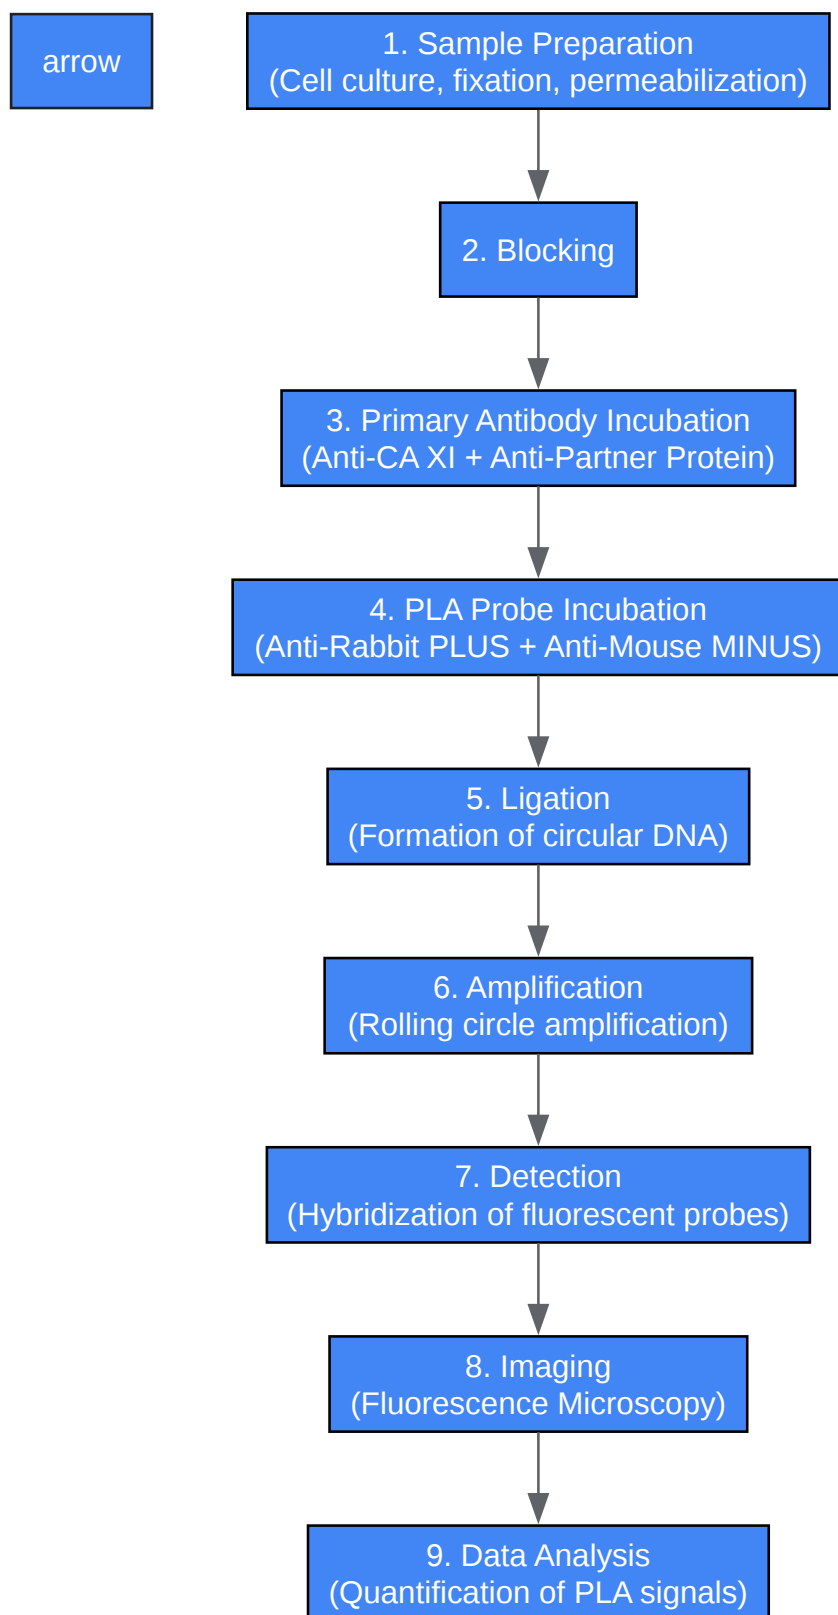 arrow
1. Sample Preparation
(Cell culture, fixation, permeabilization)
2. Blocking
3. Primary Antibody Incubation
(Anti-CA XI + Anti-Partner Protein)
4. PLA Probe Incubation
(Anti-Rabbit PLUS + Anti-Mouse MINUS)
5. Ligation
(Formation of circular DNA)
6. Amplification
(Rolling circle amplification)
7. Detection
(Hybridization of fluorescent probes)
8. Imaging
(Fluorescence Microscopy)
9. Data Analysis
(Quantification of PLA signals)